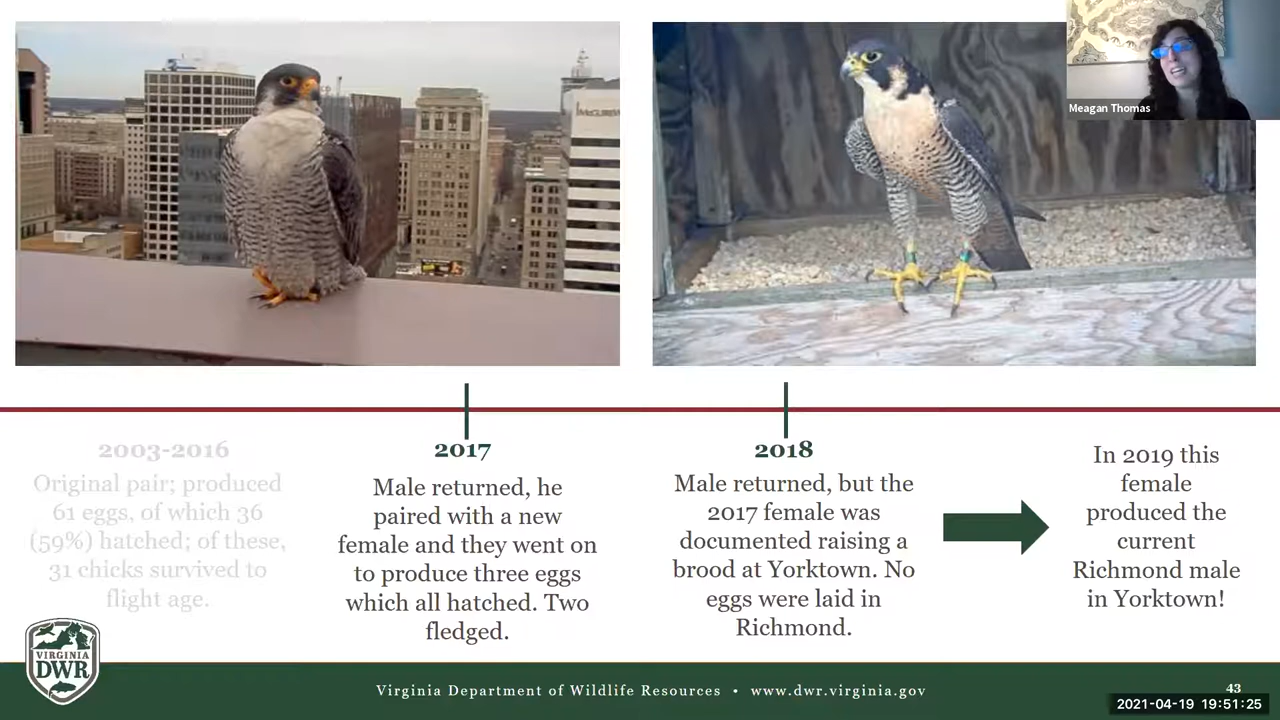 Meagan Thomas
2003-2016
Original pair; produced
61 eggs, of which 36
(59%) hatched; of these,
31 chicks survived to
flight age.
2017
Male returned, he
paired with a new
female and they went on
to produce three eggs
which all hatched. Two
fledged.
2018
Male returned, but the
2017 female was
documented raising a
brood at Yorktown. No
eggs were laid in
Richmond.
In 2019 this
female
produced the
current
Richmond male
in Yorktown!
VIRGINIA
DWR
Virginia Department of Wildlife Resources • www.dwr.virginia.gov
43
2021-04-19 19:51:25